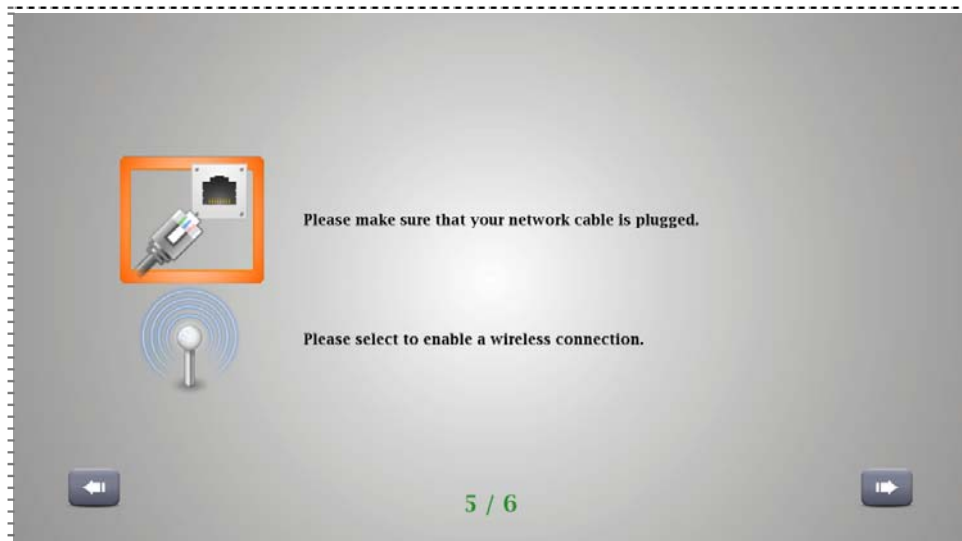 Please make sure that your network cable is plugged.
Please select to enable a wireless connection.
5 / 6